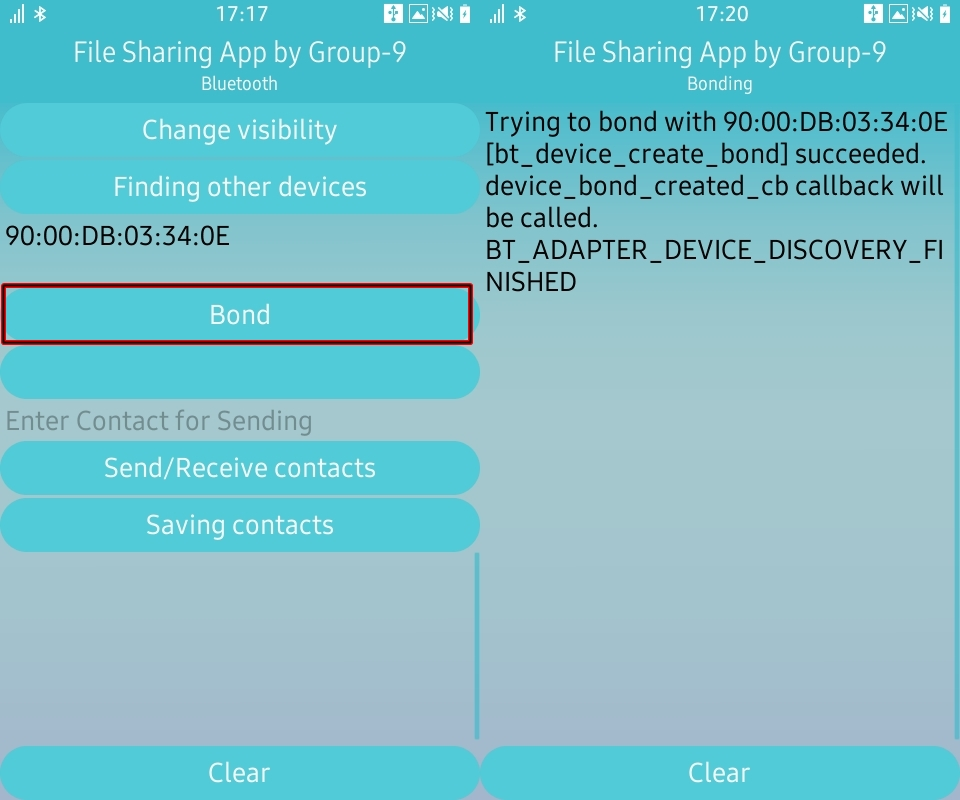 17:17
File Sharing App by Group-9
Bluetooth
Change visibility
Finding other devices
90:00:DB:03:34:0E
Bond
Enter Contact for Sending
Send/Receive contacts
Saving contacts
Clear
17:20
File Sharing App by Group-9
Bonding
Trying to bond with 90:00:DB:03:34:0E
[bt_device_create_bond] succeeded.
device_bond_created_cb callback will
be called.
BT_ADAPTER_DEVICE_DISCOVERY_FI
NISHED
Clear